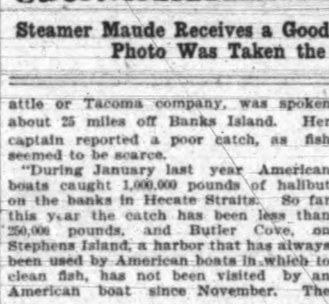 Steamer Maude Receives a Good
Photo Was Taken the
attle or Tacoma company, was spoken
about 25 miles off Banks Island. Her
captain reported a poor catch, as fish
seemed to be scarce.
"During January last year American
boats caught 1,000,000 pounds of halibut
on the banks in Hecate Straits. So far
this year the catch has been less than
250,000 pounds, and Butler Cove, on
Stephens Island, a harbor that has always
been used by American boats in which to
clean fish, has not been visited by an
American boat since November. The